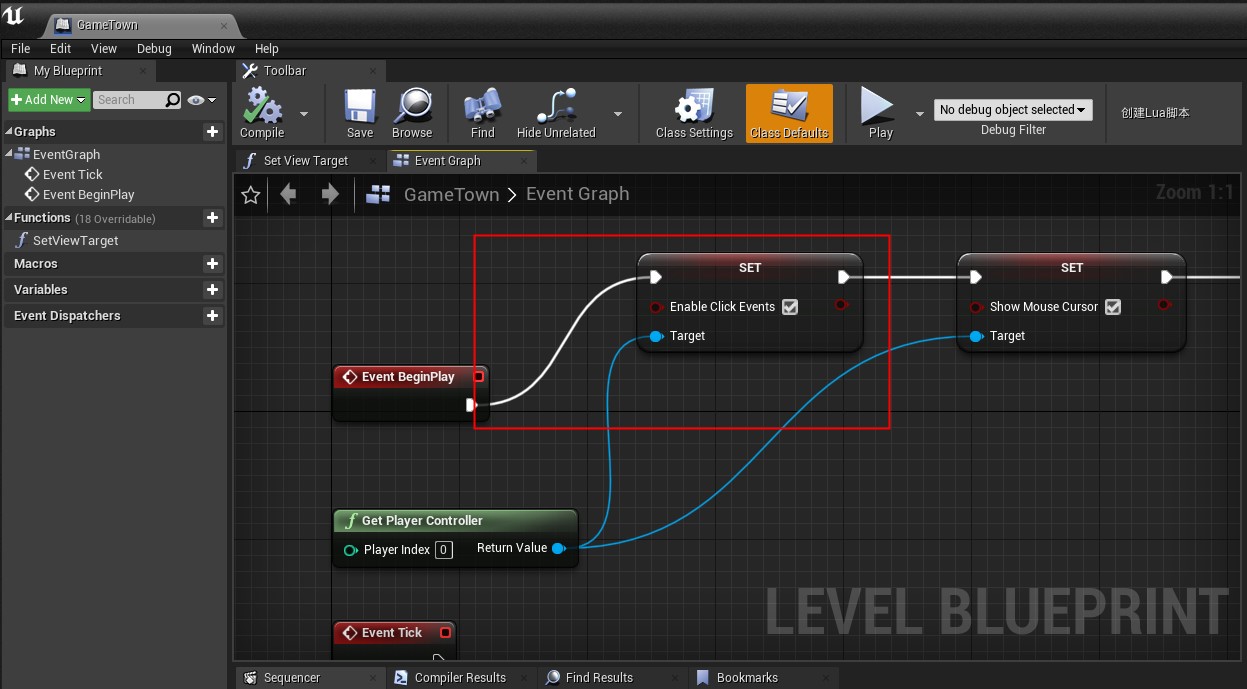 GameTown
File Edit View Debug Window Help
My Blueprint
Toolbar
Add New
Search
Compile
Save
Browse
Find
Hide Unrelated
Class Settings
Class Defaults
Play
No debug object selected
Debug Filter
创建Lua脚本
Graphs
EventGraph
Event Tick
Event BeginPlay
Functions (18 Overridable)
SetViewTarget
Macros
Variables
Event Dispatchers
Set View Target
Event Graph
GameTown > Event Graph
Zoom 1:1
SET
Enable Click Events
Target
SET
Show Mouse Cursor
Target
Event BeginPlay
Get Player Controller
Player Index 0
Return Value
Event Tick
LEVEL BLUEPRINT
Sequencer
Compiler Results
Find Results
Bookmarks